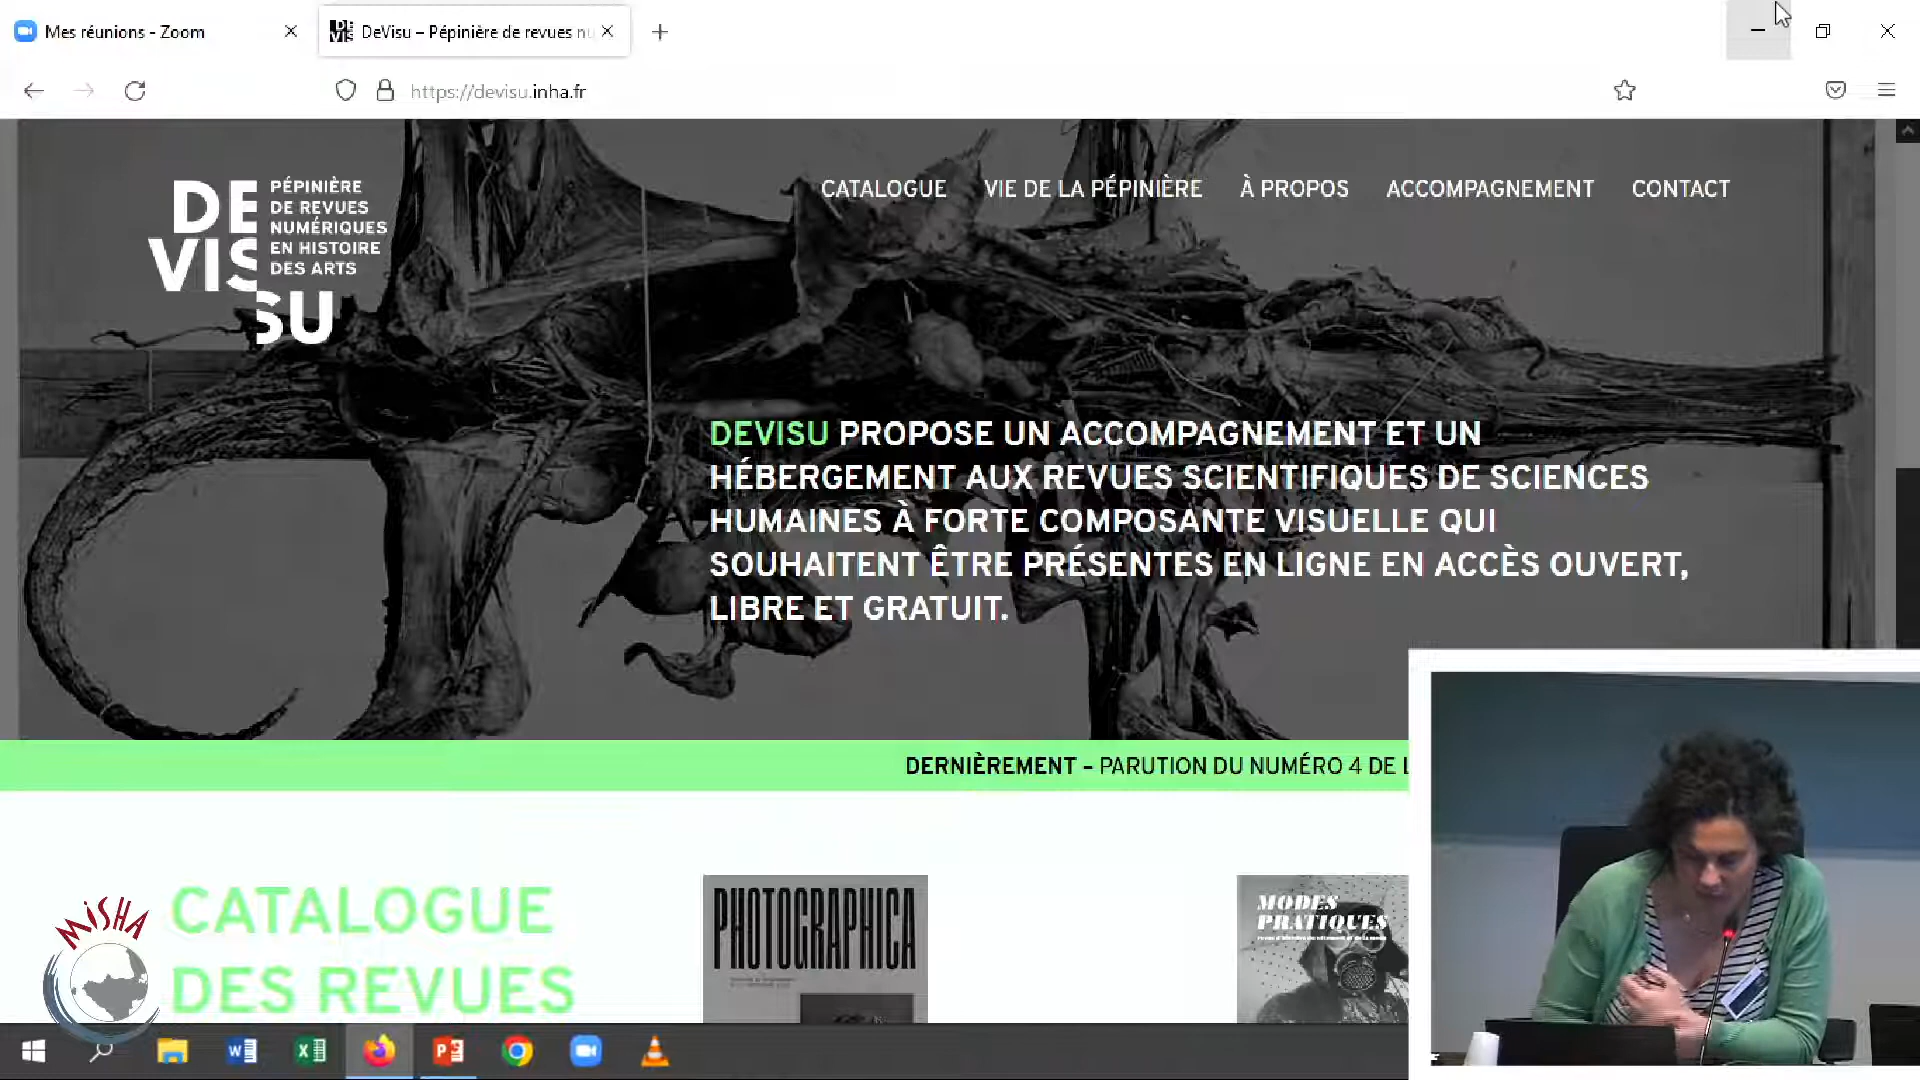 Mes réunions - Zoom
DeVisu – Pépinière de revues nu
https://devisu.inha.fr
DE
VIS
SU
PÉPINIÈRE
DE REVUES
NUMÉRIQUES
EN HISTOIRE
DES ARTS
CATALOGUE VIE DE LA PÉPINIÈRE À PROPOS ACCOMPAGNEMENT CONTACT
DEVISU PROPOSE UN ACCOMPAGNEMENT ET UN
HÉBERGEMENT AUX REVUES SCIENTIFIQUES DE SCIENCES
HUMAINES À FORTE COMPOSANTE VISUELLE QUI
SOUHAITENT ÊTRE PRÉSENTES EN LIGNE EN ACCÈS OUVERT,
LIBRE ET GRATUIT.
DERNIÈREMENT – PARUTION DU NUMÉRO 4 DE L
CATALOGUE
DES REVUES
PHOTOGRAPHICA
MODES
PRATIQUES
MiSHA